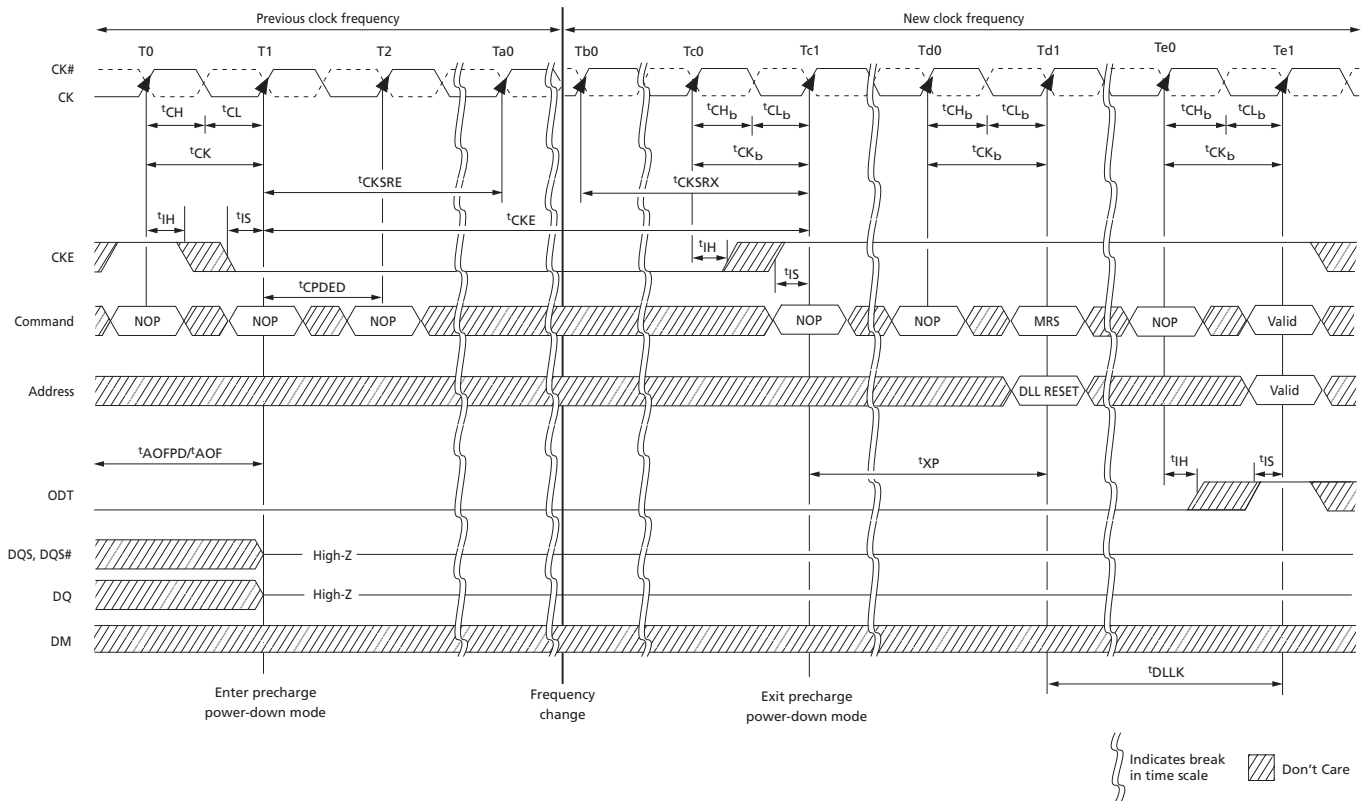 Previous clock frequency New clock frequency
T0 T1 T2 Ta0 Tb0 Tc0 Tc1 Td0 Td1 Te0 Te1
CK#
CK
tCH tCL tCHb tCLb tCHb tCLb tCHb tCLb
tCK tCKb tCKb tCKb
tCKSRE tCKSRX
tIH tIS tCKE
CKE tIH
tIS
tCPDED
Command NOP NOP NOP NOP NOP MRS NOP Valid
Address DLL RESET Valid
tAOFPD/tAOF tXP tIH tIS
ODT
DQS, DQS# High-Z
DQ High-Z
DM
tDLLK
Enter precharge
power-down mode
Frequency
change
Exit precharge
power-down mode
Indicates break
in time scale
Don't Care